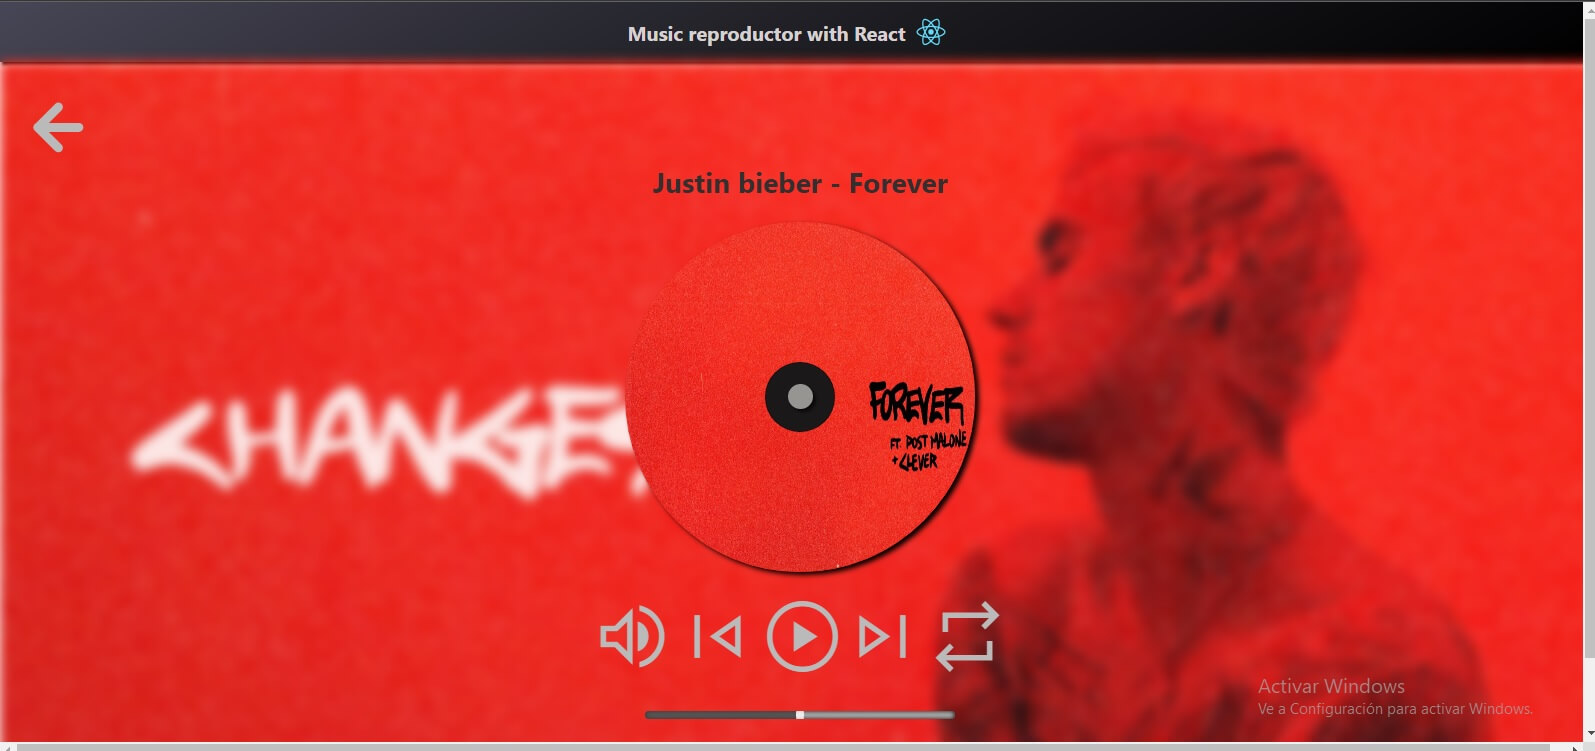 Music reproductor with React
Justin bieber - Forever
CHANGES
FOREVER
FT. POST MALONE
+ CLEVER
Activar Windows
Ve a Configuración para activar Windows.